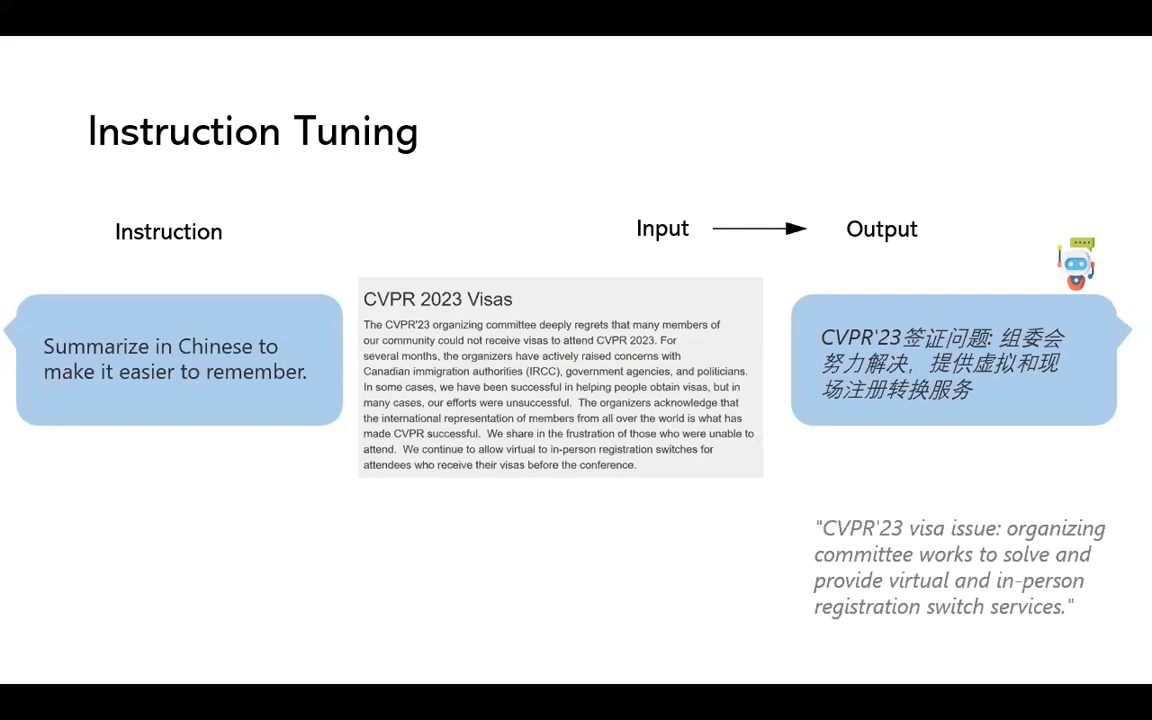 Instruction Tuning
Instruction
Input
Output
Summarize in Chinese to
make it easier to remember.
CVPR 2023 Visas
The CVPR'23 organizing committee deeply regrets that many members of
our community could not receive visas to attend CVPR 2023. For
several months, the organizers have actively raised concerns with
Canadian immigration authorities (IRCC), government agencies, and politicians.
In some cases, we have been successful in helping people obtain visas, but in
many cases, our efforts were unsuccessful. The organizers acknowledge that
the international representation of members from all over the world is what has
made CVPR successful. We share in the frustration of those who were unable to
attend. We continue to allow virtual to in-person registration switches for
attendees who receive their visas before the conference.
CVPR'23签证问题: 组委会
努力解决，提供虚拟和现
场注册转换服务
"CVPR'23 visa issue: organizing
committee works to solve and
provide virtual and in-person
registration switch services."